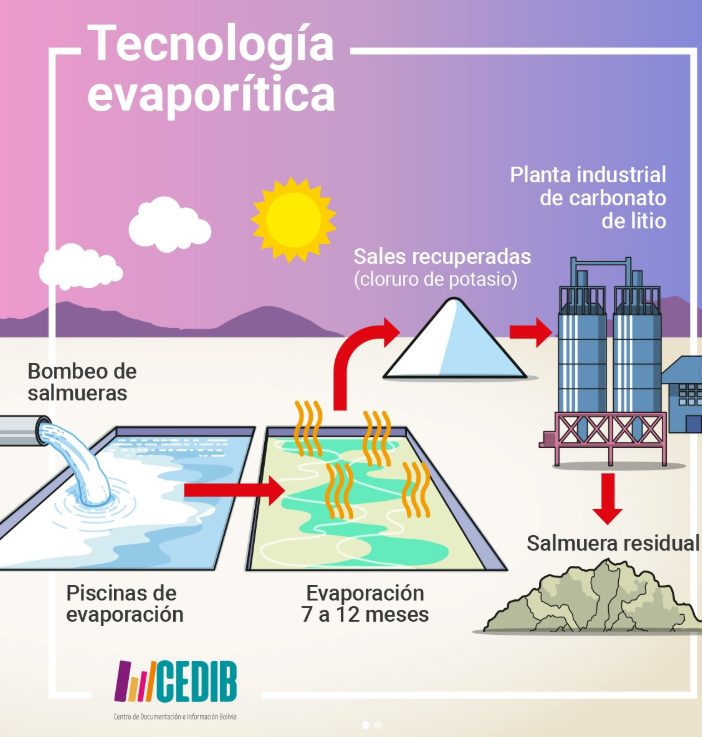 Tecnología
evaporítica
Planta industrial
de carbonato
de litio
Sales recuperadas
(cloruro de potasio)
Bombeo de
salmueras
Salmuera residual
Piscinas de
evaporación
Evaporación
7 a 12 meses
CEDIB
Centro de Documentación e Información Bolivia